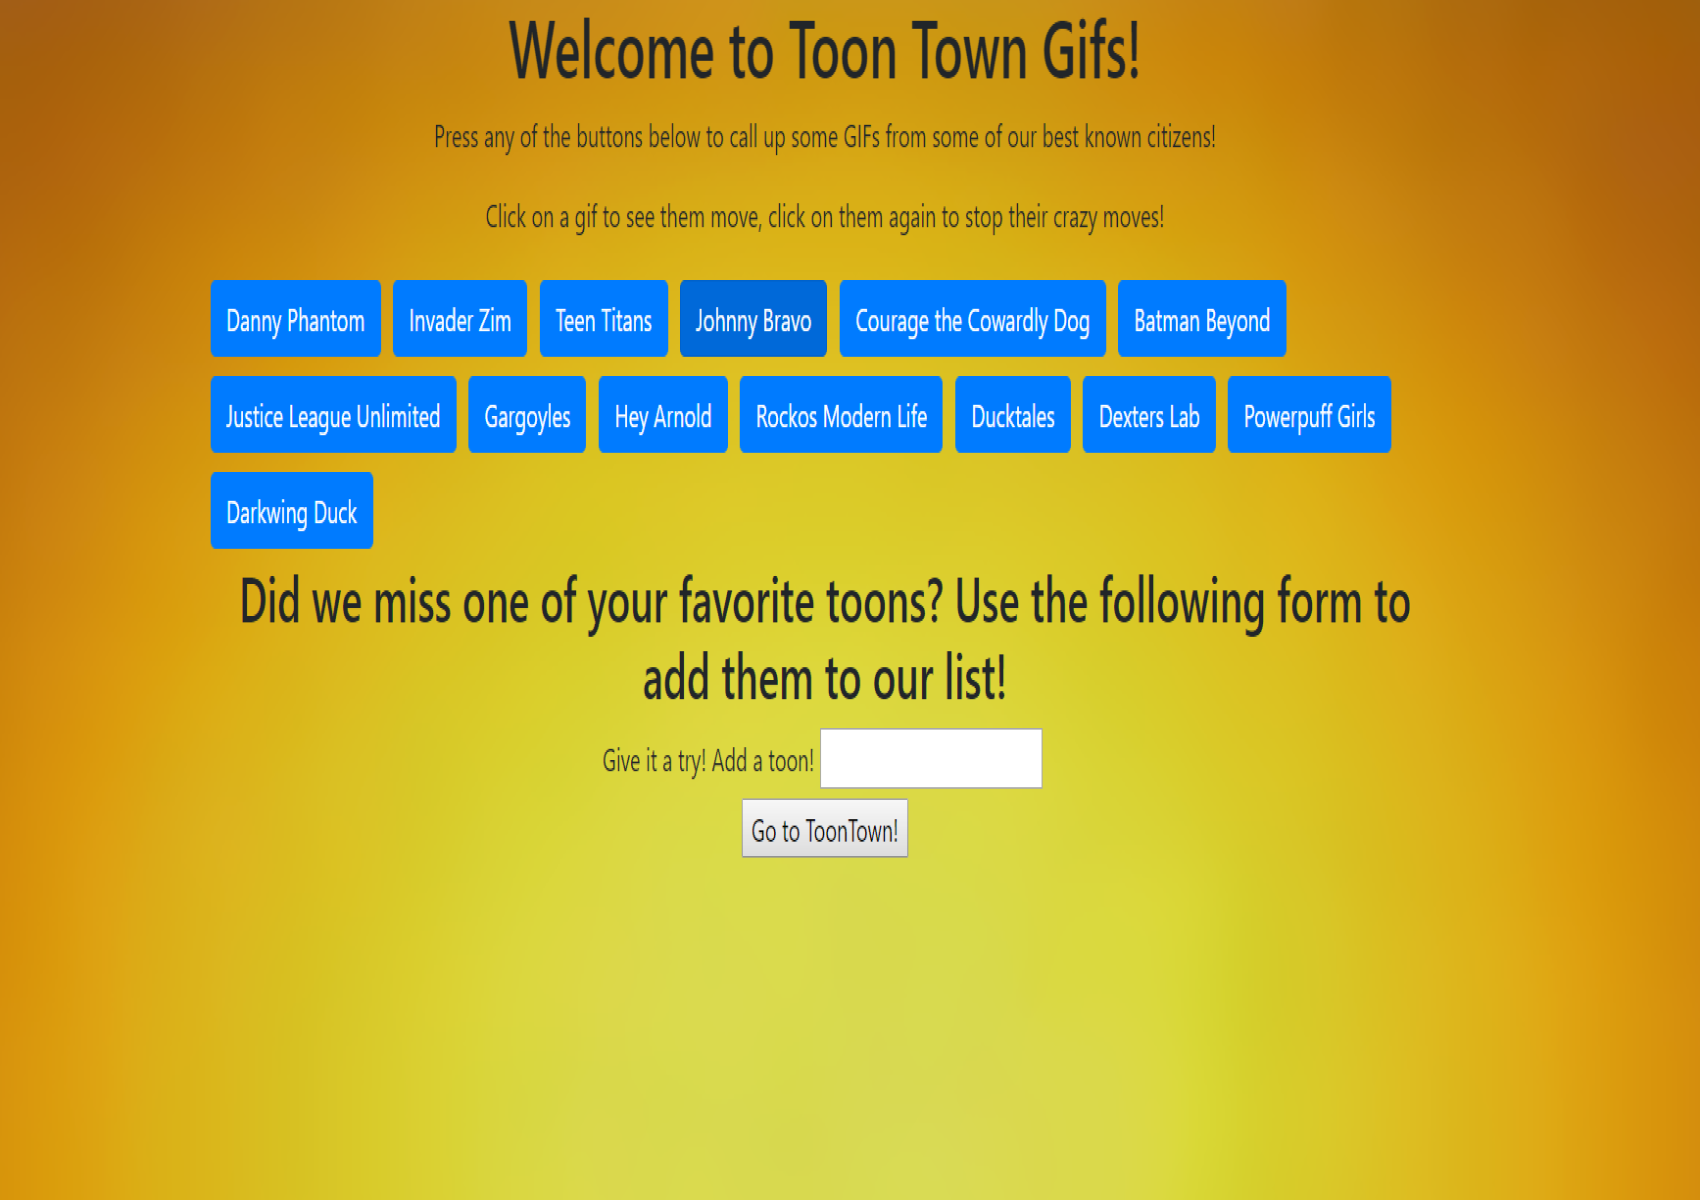 Welcome to Toon Town Gifs!
Press any of the buttons below to call up some GIFs from some of our best known citizens!
Click on a gif to see them move, click on them again to stop their crazy moves!
Danny Phantom Invader Zim Teen Titans Johnny Bravo Courage the Cowardly Dog Batman Beyond
Justice League Unlimited Gargoyles Hey Arnold Rockos Modern Life Ducktales Dexters Lab Powerpuff Girls
Darkwing Duck
Did we miss one of your favorite toons? Use the following form to
add them to our list!
Give it a try! Add a toon!
Go to ToonTown!